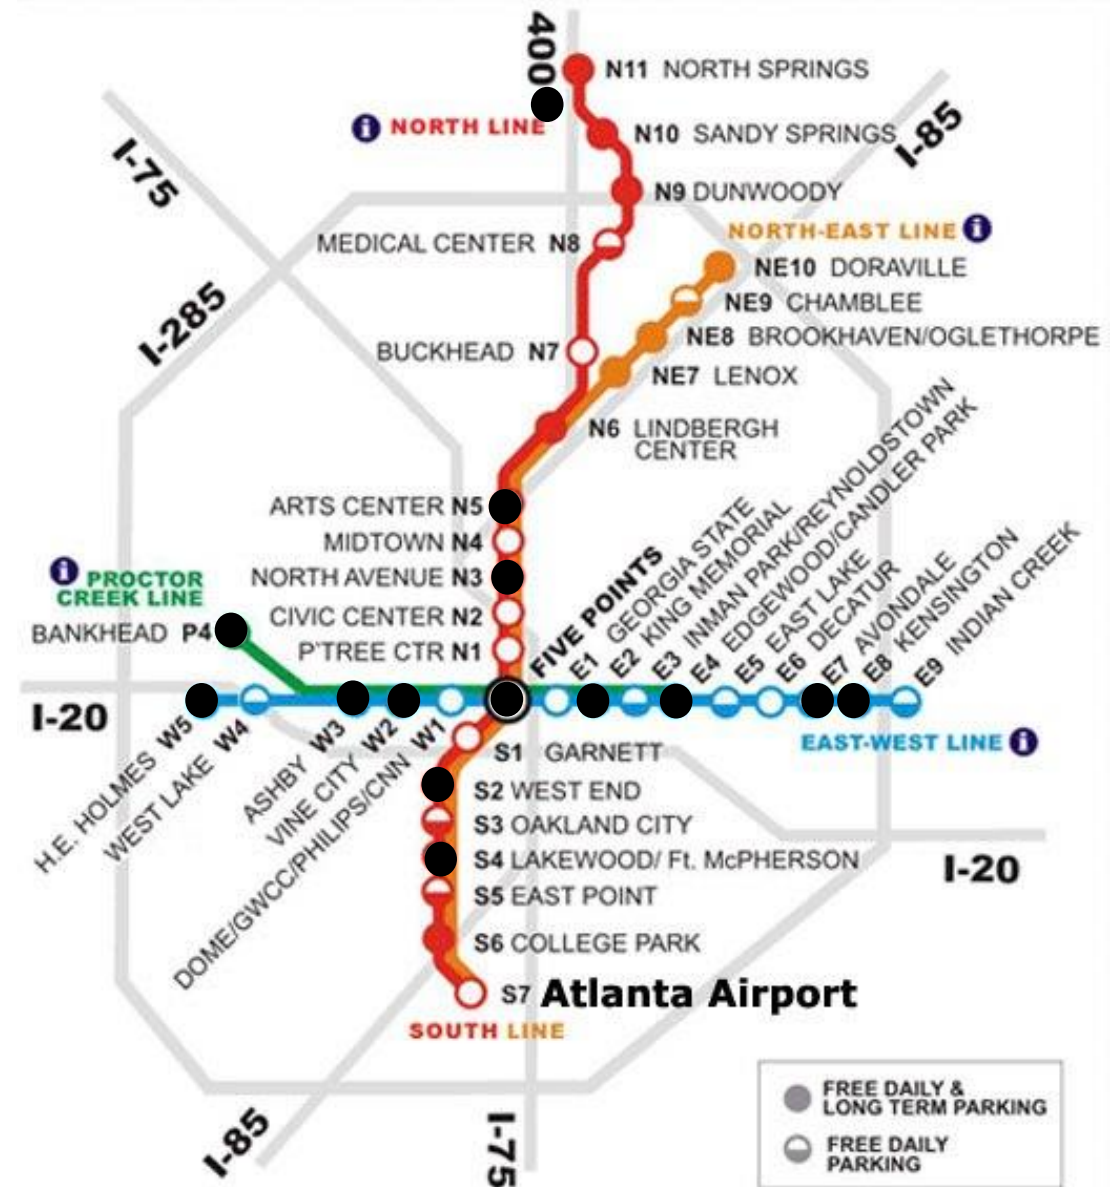 400
N11 NORTH SPRINGS
NORTH LINE
N10 SANDY SPRINGS
I-85
I-75
N9 DUNWOODY
NORTH-EAST LINE
MEDICAL CENTER N8
NE10 DORAVILLE
NE9 CHAMBLEE
I-285
NE8 BROOKHAVEN/OGLETHORPE
BUCKHEAD N7
NE7 LENOX
N6 LINDBERGH
CENTER
ARTS CENTER N5
MIDTOWN N4
NORTH AVENUE N3
PROCTOR
CREEK LINE
CIVIC CENTER N2
BANKHEAD P4
P'TREE CTR N1
FIVE POINTS
E1 GEORGIA STATE
E2 KING MEMORIAL
E3 INMAN PARK/REYNOLDSTOWN
E4 EDGEWOOD/CANDLER PARK
E5 EAST LAKE
E6 DECATUR
E7 AVONDALE
E8 KENSINGTON
E9 INDIAN CREEK
I-20
H.E. HOLMES W5
WEST LAKE W4
ASHBY W3
VINE CITY W2
DOME/GWCC/PHILIPS/CNN W1
EAST-WEST LINE
S1 GARNETT
S2 WEST END
S3 OAKLAND CITY
S4 LAKEWOOD/ Ft. McPHERSON
I-20
S5 EAST POINT
S6 COLLEGE PARK
S7 Atlanta Airport
SOUTH LINE
I-85
I-75
FREE DAILY &
LONG TERM PARKING
FREE DAILY
PARKING